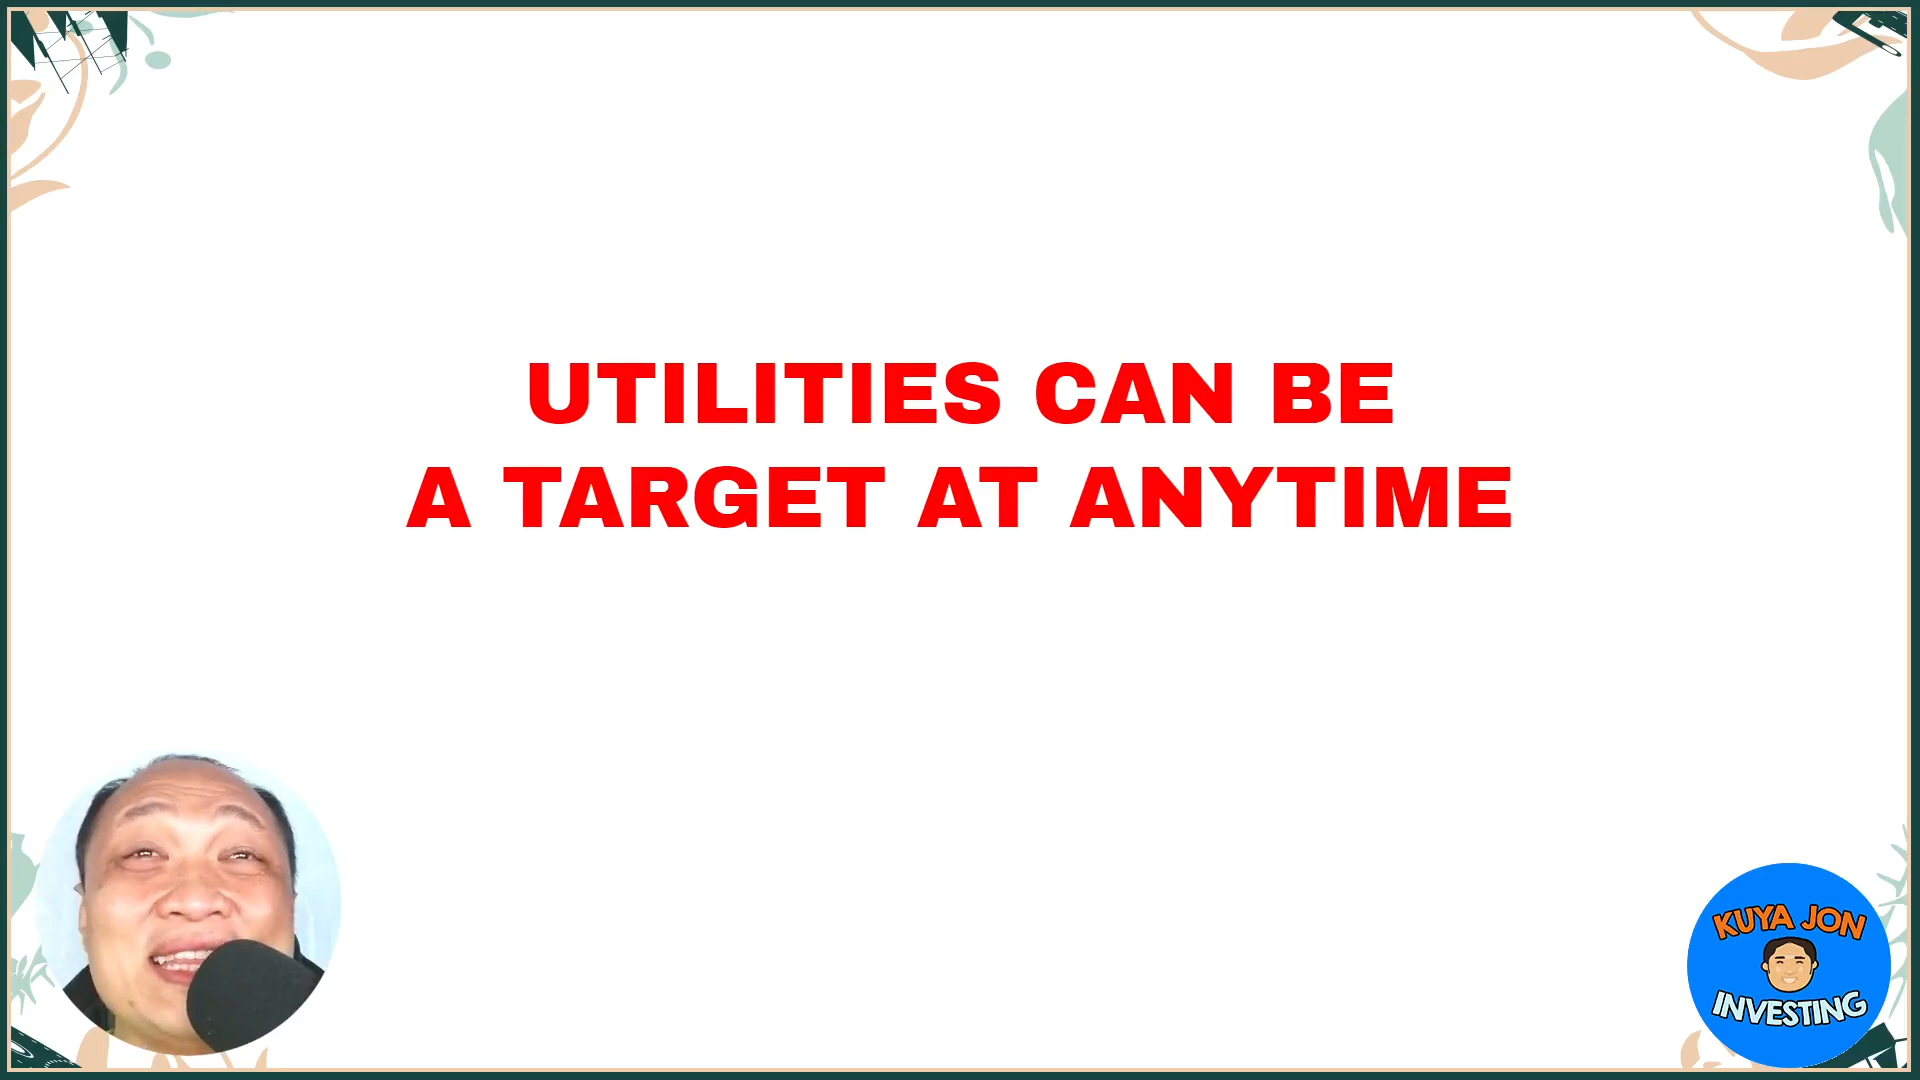 UTILITIES CAN BE
A TARGET AT ANYTIME
KUYA JON
INVESTING